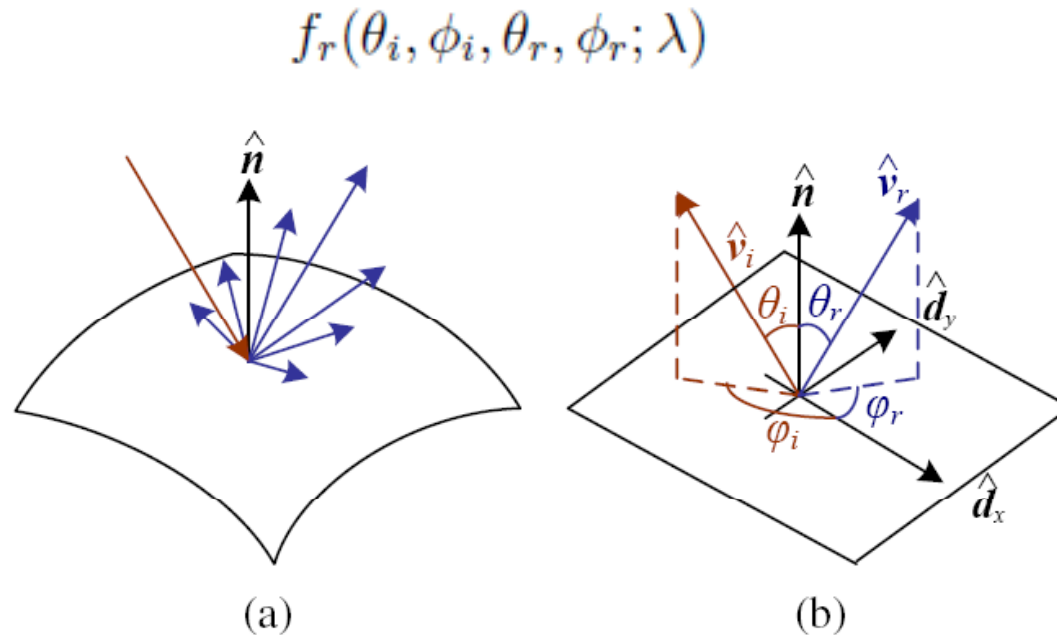 f_r(θ_i, ϕ_i, θ_r, ϕ_r; λ)
n̂
n̂
v̂_r
v̂_i
d̂_y
θ_i θ_r
φ_r
φ_i
d̂_x
(a) (b)